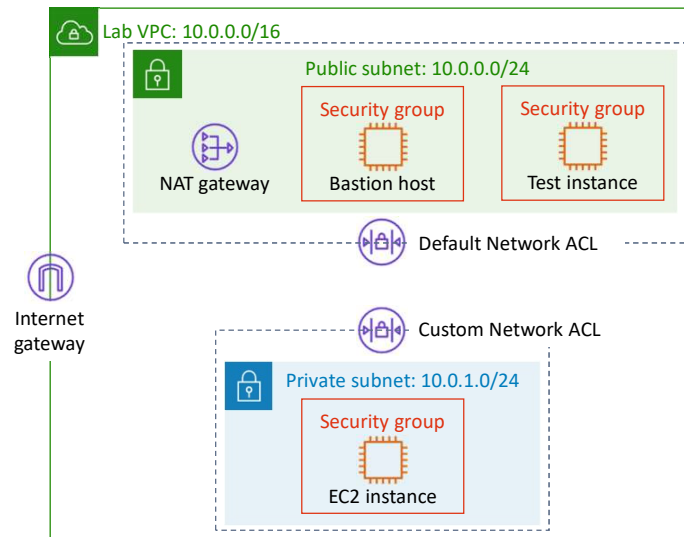 Lab VPC: 10.0.0.0/16
Public subnet: 10.0.0.0/24
Security group
Security group
NAT gateway
Bastion host
Test instance
Default Network ACL
Internet
gateway
Custom Network ACL
Private subnet: 10.0.1.0/24
Security group
EC2 instance